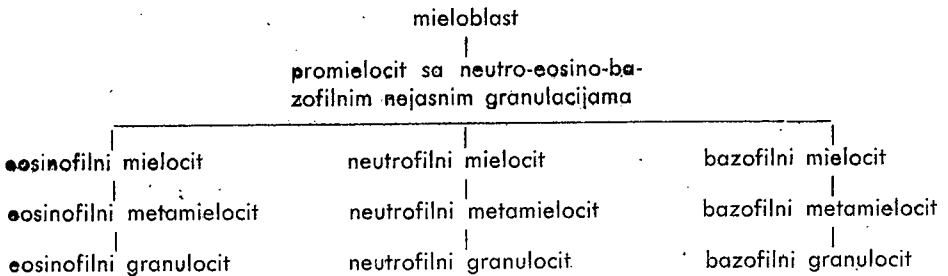 mieloblast
promielocit sa neutro-eosino-ba-
zofilnim nejasnim granulacijama
eosinofilni mielocit neutrofilni mielocit bazofilni mielocit
eosinofilni metamielocit neutrofilni metamielocit bazofilni metamielocit
eosinofilni granulocit neutrofilni granulocit bazofilni granulocit